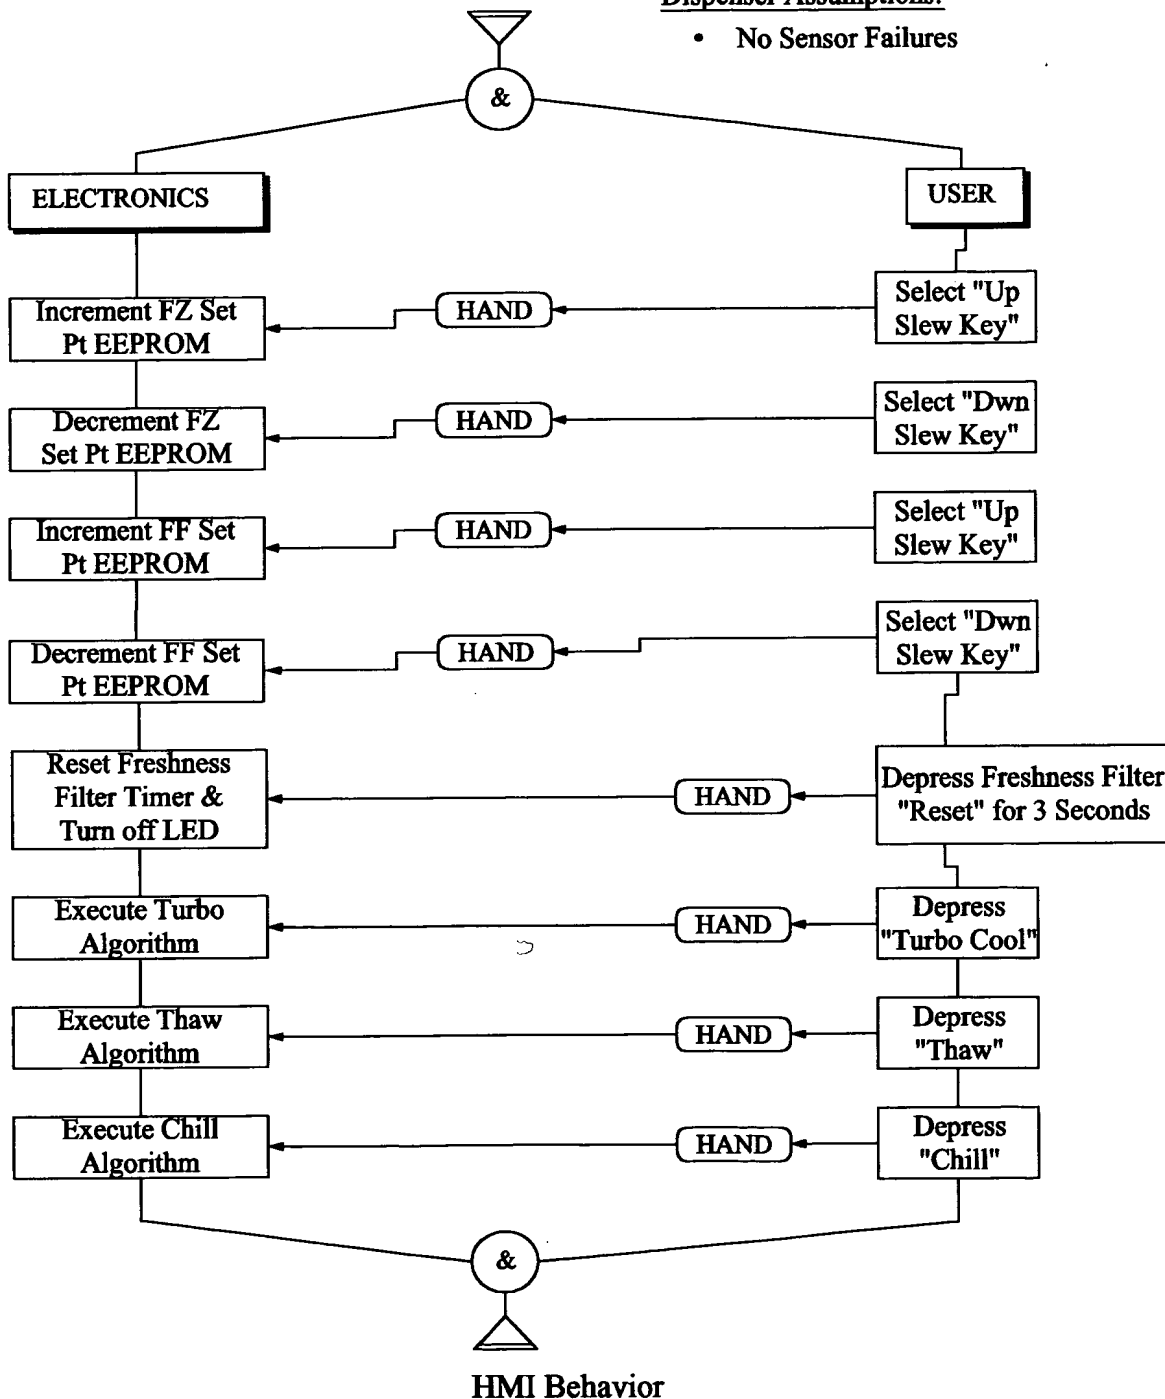 Dispenser Assumptions:
• No Sensor Failures
&
ELECTRONICS
USER
Increment FZ Set
Pt EEPROM
HAND
Select "Up
Slew Key"
Decrement FZ
Set Pt EEPROM
HAND
Select "Dwn
Slew Key"
Increment FF Set
Pt EEPROM
HAND
Select "Up
Slew Key"
Decrement FF Set
Pt EEPROM
HAND
Select "Dwn
Slew Key"
Reset Freshness
Filter Timer &
Turn off LED
HAND
Depress Freshness Filter
"Reset" for 3 Seconds
Execute Turbo
Algorithm
HAND
Depress
"Turbo Cool"
Execute Thaw
Algorithm
HAND
Depress
"Thaw"
Execute Chill
Algorithm
HAND
Depress
"Chill"
&
HMI Behavior